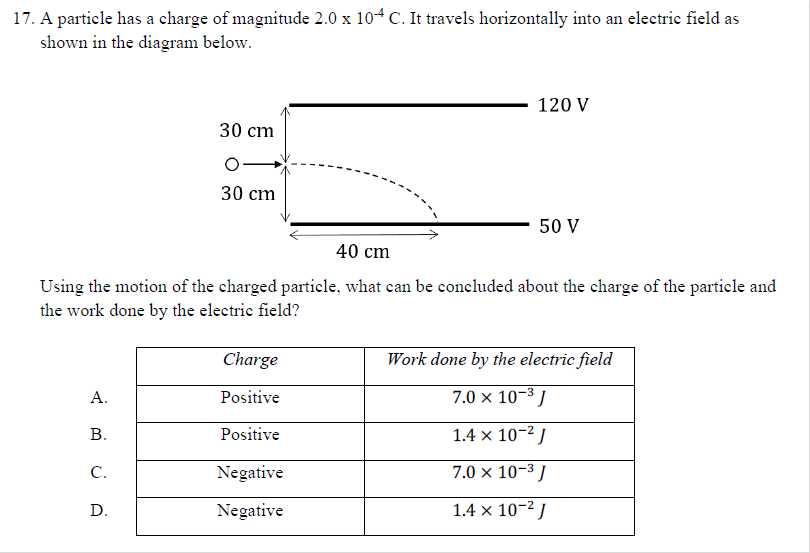 17. A particle has a charge of magnitude 2.0 x 10⁻⁴ C. It travels horizontally into an electric field as
shown in the diagram below.
120 V
30 cm
30 cm
50 V
40 cm
Using the motion of the charged particle, what can be concluded about the charge of the particle and
the work done by the electric field?
Charge Work done by the electric field
A. Positive 7.0 × 10⁻³ J
B. Positive 1.4 × 10⁻² J
C. Negative 7.0 × 10⁻³ J
D. Negative 1.4 × 10⁻² J